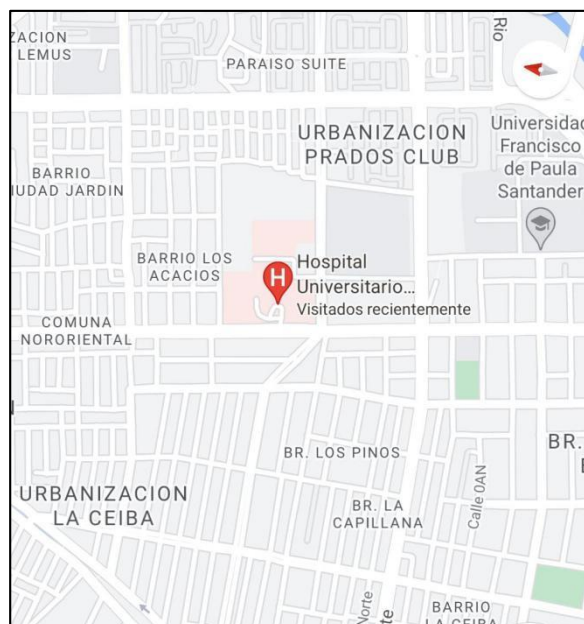 ZACION
LEMUS
PARAISO SUITE
Rio
URBANIZACION
PRADOS CLUB
Universidad
Francisco
de Paula
Santander
BARRIO
IUDAD JARDIN
BARRIO LOS
ACACIOS
H
Hospital
Universitario...
Visitados recientemente
COMUNA
NORORIENTAL
BR. LOS PINOS
BR.
E
URBANIZACION
LA CEIBA
BR. LA
CAPILLANA
Calle 0AN
Norte
te
BARRIO
LA CEIBA